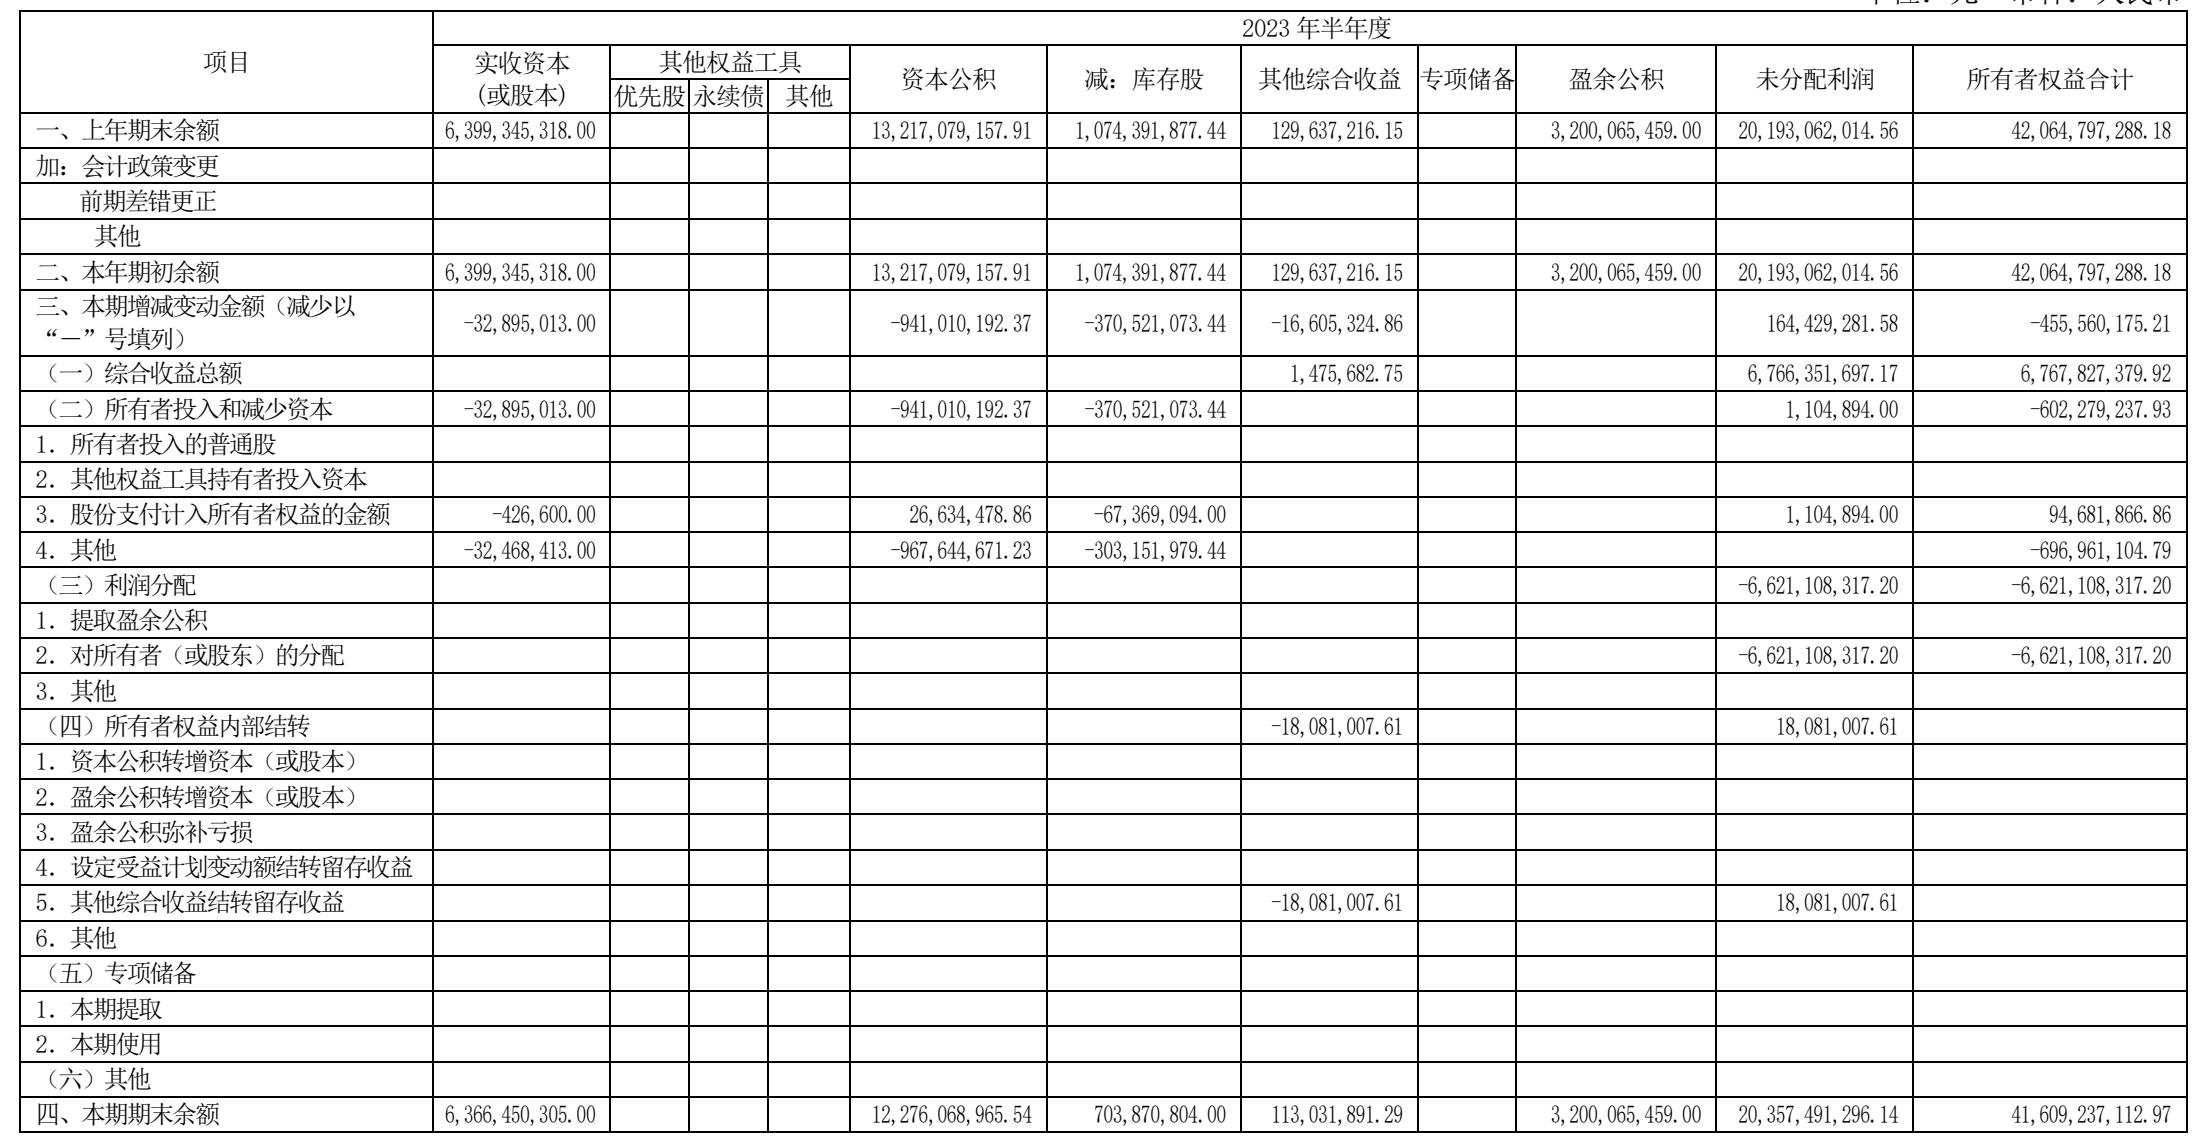 2023 年半年度
项目 实收资本 (或股本) 其他权益工具 资本公积 减：库存股 其他综合收益 专项储备 盈余公积 未分配利润 所有者权益合计
优先股 永续债 其他
一、上年期末余额 6,399,345,318.00 13,217,079,157.91 1,074,391,877.44 129,637,216.15 3,200,065,459.00 20,193,062,014.56 42,064,797,288.18
加：会计政策变更
前期差错更正
其他
二、本年期初余额 6,399,345,318.00 13,217,079,157.91 1,074,391,877.44 129,637,216.15 3,200,065,459.00 20,193,062,014.56 42,064,797,288.18
三、本期增减变动金额（减少以
“－”号填列） -32,895,013.00 -941,010,192.37 -370,521,073.44 -16,605,324.86 164,429,281.58 -455,560,175.21
（一）综合收益总额 1,475,682.75 6,766,351,697.17 6,767,827,379.92
（二）所有者投入和减少资本 -32,895,013.00 -941,010,192.37 -370,521,073.44 1,104,894.00 -602,279,237.93
1．所有者投入的普通股
2．其他权益工具持有者投入资本
3．股份支付计入所有者权益的金额 -426,600.00 26,634,478.86 -67,369,094.00 1,104,894.00 94,681,866.86
4．其他 -32,468,413.00 -967,644,671.23 -303,151,979.44 -696,961,104.79
（三）利润分配 -6,621,108,317.20 -6,621,108,317.20
1．提取盈余公积
2．对所有者（或股东）的分配 -6,621,108,317.20 -6,621,108,317.20
3．其他
（四）所有者权益内部结转 -18,081,007.61 18,081,007.61
1．资本公积转增资本（或股本）
2．盈余公积转增资本（或股本）
3．盈余公积弥补亏损
4．设定受益计划变动额结转留存收益
5．其他综合收益结转留存收益 -18,081,007.61 18,081,007.61
6．其他
（五）专项储备
1．本期提取
2．本期使用
（六）其他
四、本期期末余额 6,366,450,305.00 12,276,068,965.54 703,870,804.00 113,031,891.29 3,200,065,459.00 20,357,491,296.14 41,609,237,112.97